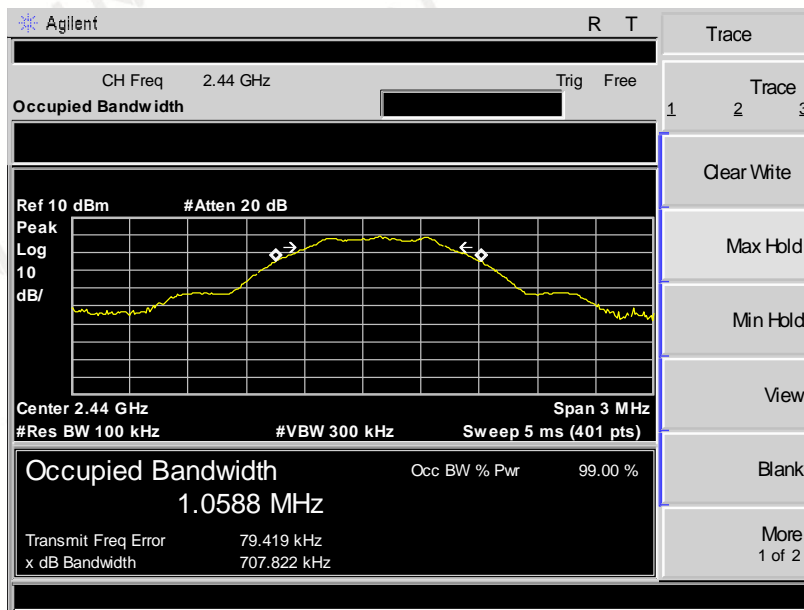 Agilent R T
CH Freq 2.44 GHz Trig Free
Occupied Bandwidth
Ref 10 dBm #Atten 20 dB
Peak
Log
10
dB/
Center 2.44 GHz Span 3 MHz
#Res BW 100 kHz #VBW 300 kHz Sweep 5 ms (401 pts)
Occupied Bandwidth Occ BW % Pwr 99.00 %
1.0588 MHz
Transmit Freq Error 79.419 kHz
x dB Bandwidth 707.822 kHz
Trace
Trace
1 2 3
Clear Write
Max Hold
Min Hold
View
Blank
More
1 of 2